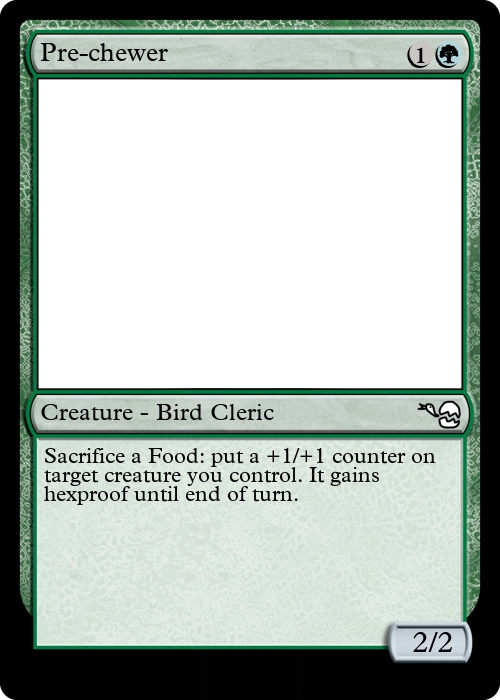 Pre-chewer 1
Creature - Bird Cleric
Sacrifice a Food: put a +1/+1 counter on
target creature you control. It gains
hexproof until end of turn.
2/2